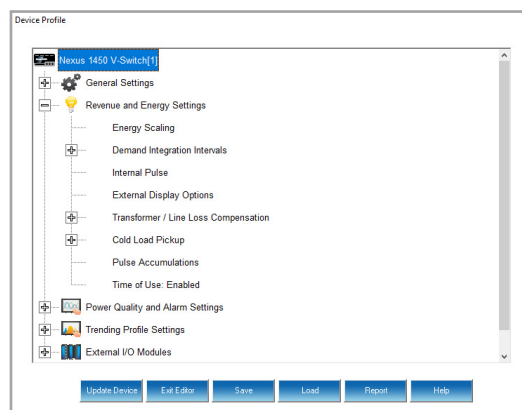 Device Profile
Nexus 1450 V-Switch[1]
General Settings
Revenue and Energy Settings
Energy Scaling
Demand Integration Intervals
Internal Pulse
External Display Options
Transformer / Line Loss Compensation
Cold Load Pickup
Pulse Accumulations
Time of Use: Enabled
Power Quality and Alarm Settings
Trending Profile Settings
External I/O Modules
Update Device Exit Editor Save Load Report Help